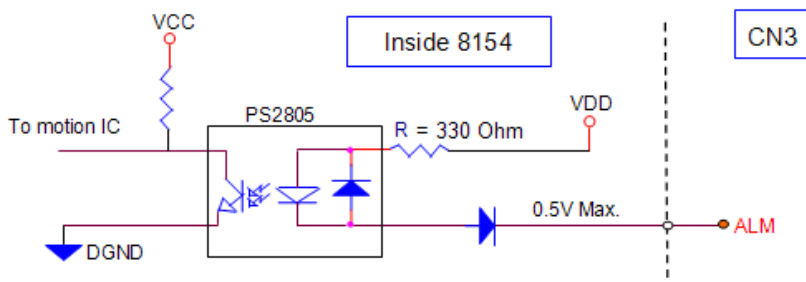 VCC
Inside 8154
CN3
PS2805
VDD
To motion IC
R = 330 Ohm
0.5V Max.
ALM
DGND